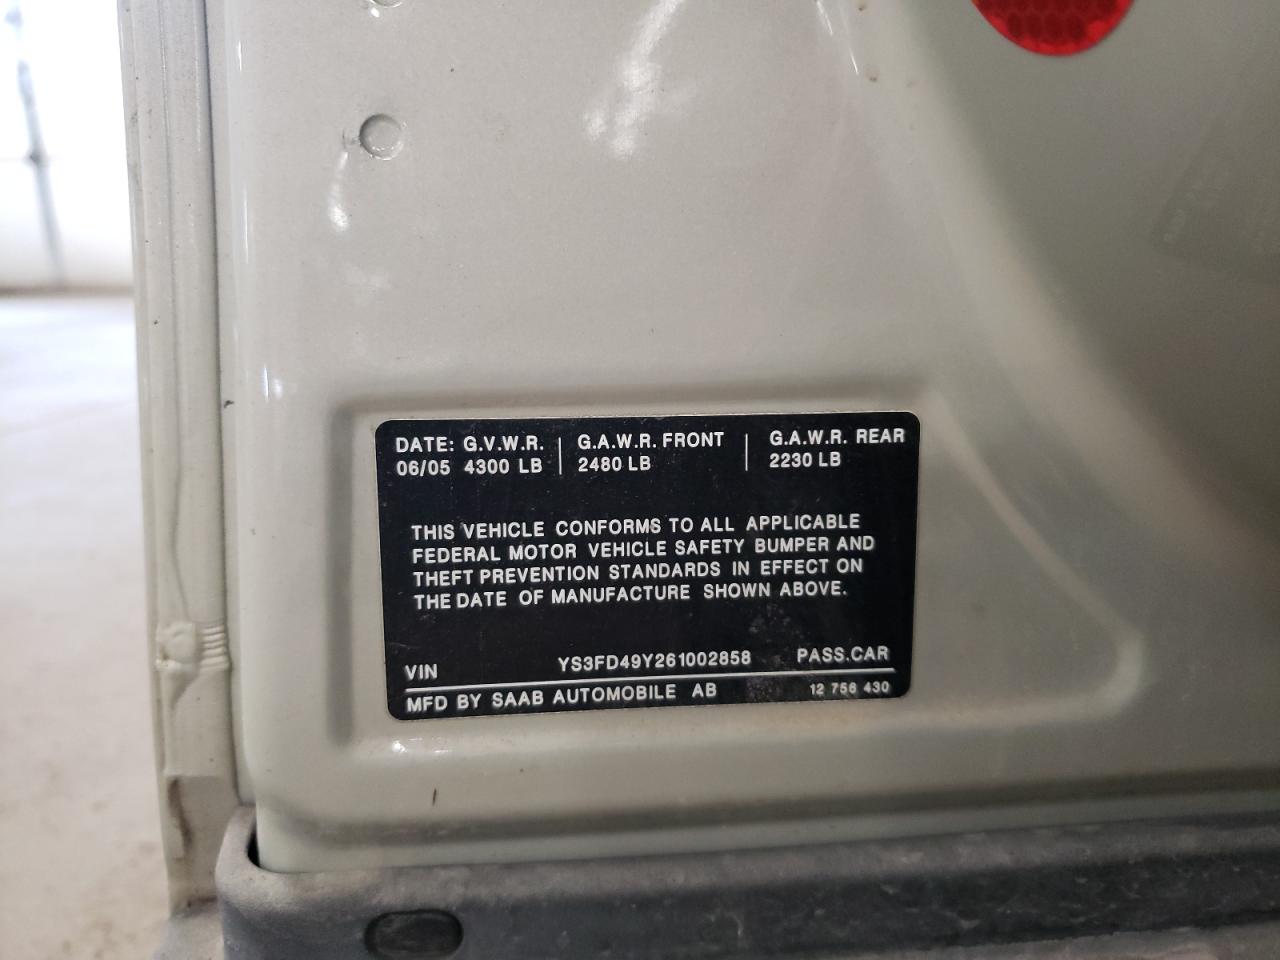 DATE: G.V.W.R. | G.A.W.R. FRONT | G.A.W.R. REAR
06/05 4300 LB | 2480 LB | 2230 LB
THIS VEHICLE CONFORMS TO ALL APPLICABLE
FEDERAL MOTOR VEHICLE SAFETY BUMPER AND
THEFT PREVENTION STANDARDS IN EFFECT ON
THE DATE OF MANUFACTURE SHOWN ABOVE.
VIN YS3FD49Y261002858 PASS.CAR
MFD BY SAAB AUTOMOBILE AB 12 756 430